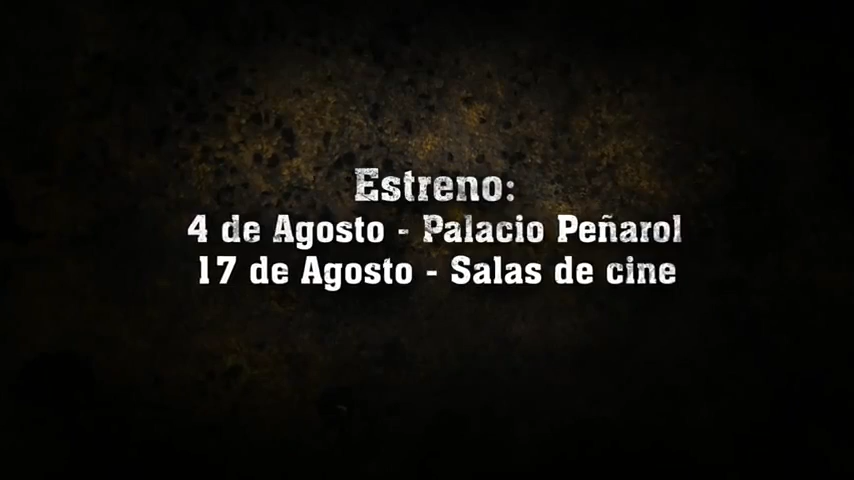 Estreno:
4 de Agosto - Palacio Peñarol
17 de Agosto - Salas de cine